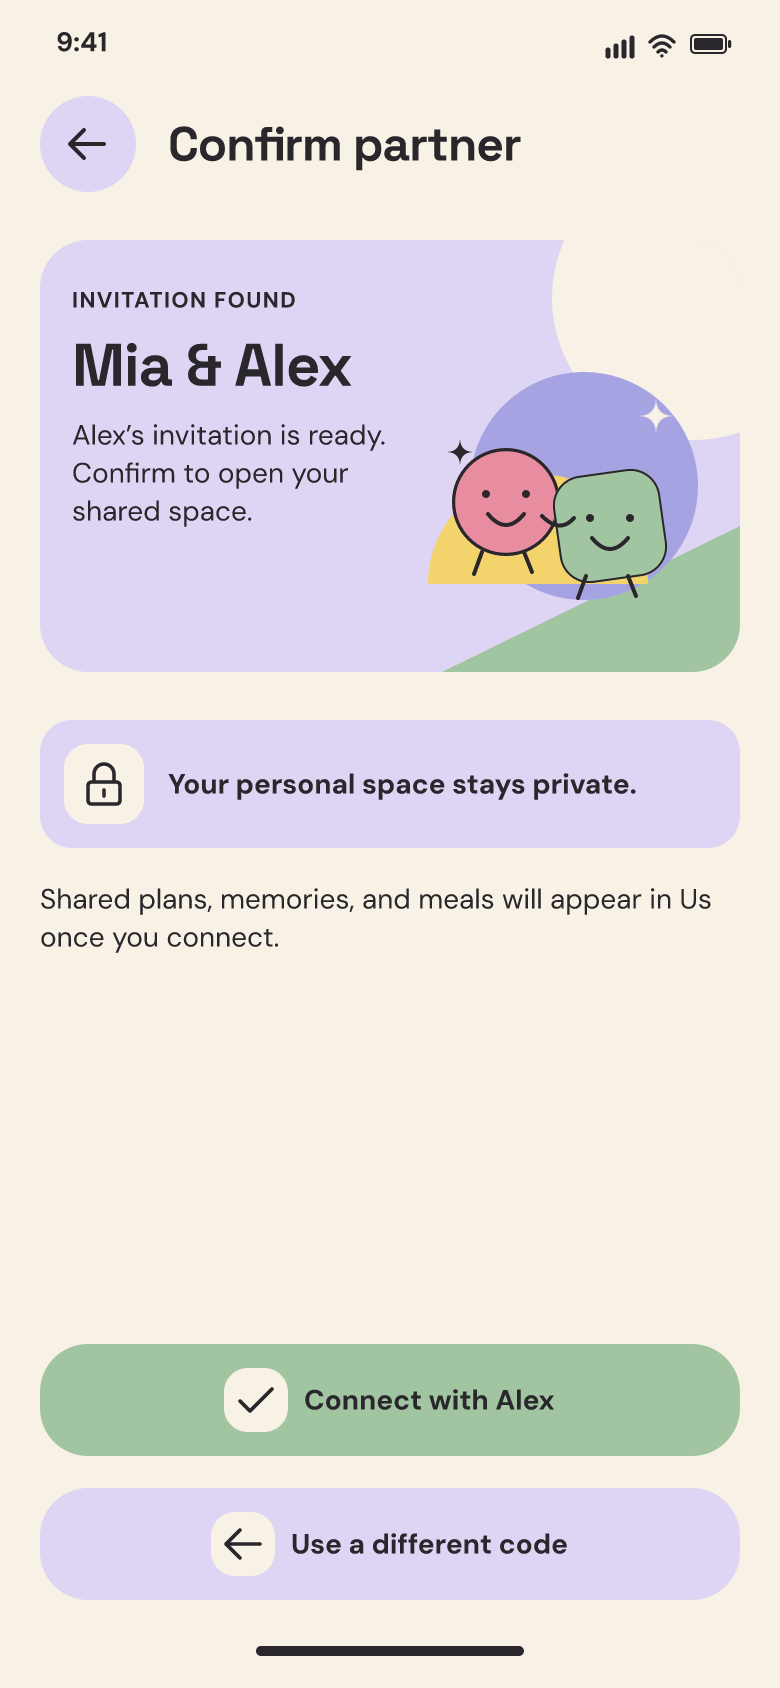 9:41
Confirm partner
INVITATION FOUND
Mia & Alex
Alex’s invitation is ready.
Confirm to open your
shared space.
Your personal space stays private.
Shared plans, memories, and meals will appear in Us
once you connect.
Connect with Alex
Use a different code